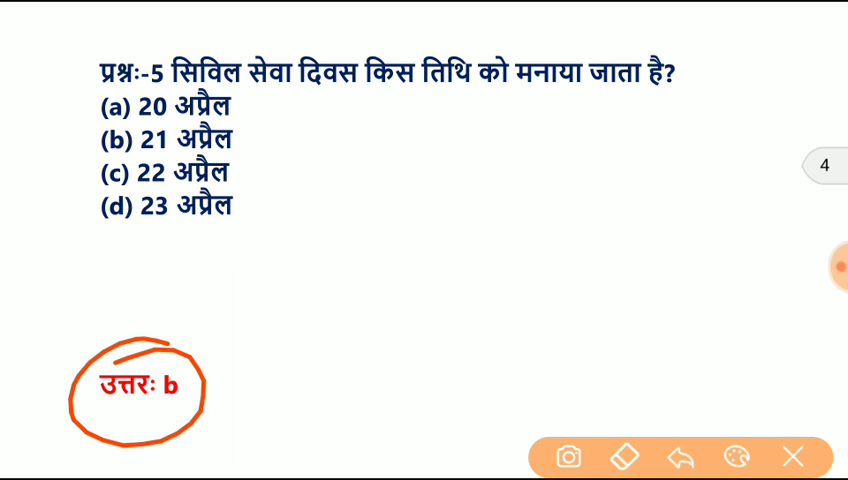 प्रश्नः-5 सिविल सेवा दिवस किस तिथि को मनाया जाता है?
(a) 20 अप्रैल
(b) 21 अप्रैल
(c) 22 अप्रैल
(d) 23 अप्रैल
4
उत्तरः b